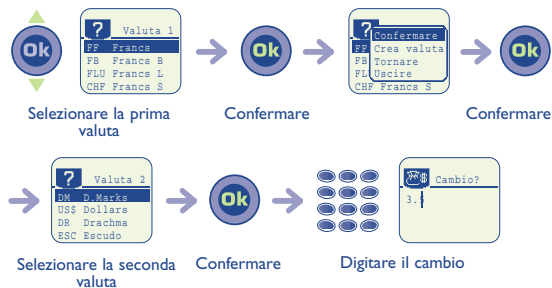 Ok
? Valuta 1
FF Francs
FB Francs B
FLU Francs L
CHF Francs S
Selezionare la prima
valuta
Ok
Confermare
?
Confermare
FF Crea valuta
FB Tornare
FL Uscire
CHF Francs S
Ok
Confermare
? Valuta 2
DM D.Marks
US$ Dollars
DR Drachma
ESC Escudo
Selezionare la seconda
valuta
Ok
Confermare
Digitare il cambio
$ Cambio?
3.5